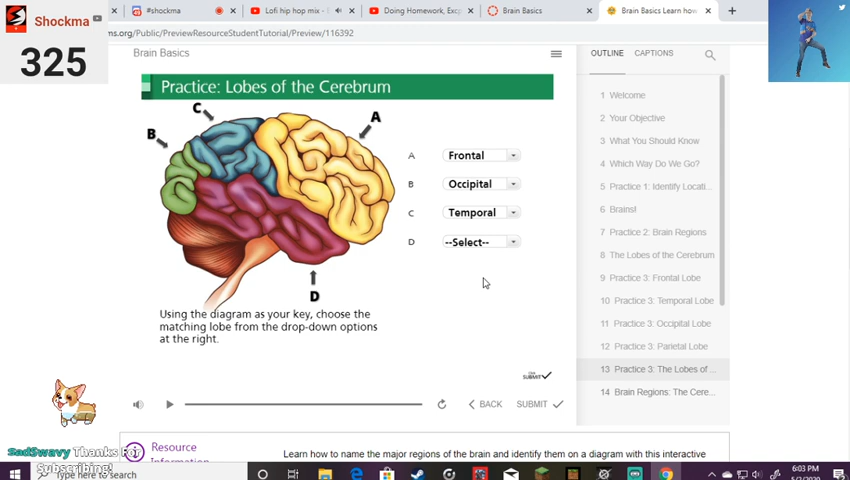 #shockma
Lofi hip hop mix -
Doing Homework, Exc
Brain Basics
Brain Basics Learn how
Shockma
325
ms.org/Public/PreviewResourceStudentTutorial/Preview/116392
Brain Basics
OUTLINE
CAPTIONS
Practice: Lobes of the Cerebrum
A
B
C
D
A Frontal
B Occipital
C Temporal
D --Select--
Using the diagram as your key, choose the
matching lobe from the drop-down options
at the right.
SUBMIT
BACK
SUBMIT
1 Welcome
2 Your Objective
3 What You Should Know
4 Which Way Do We Go?
5 Practice 1: Identify Locati...
6 Brains!
7 Practice 2: Brain Regions
8 The Lobes of the Cerebrum
9 Practice 3: Frontal Lobe
10 Practice 3: Temporal Lobe
11 Practice 3: Occipital Lobe
12 Practice 3: Parietal Lobe
13 Practice 3: The Lobes of ...
14 Brain Regions: The Cere...
SadSwavy Thanks For
Subscribing!
Resource
Information
Learn how to name the major regions of the brain and identify them on a diagram with this interactive
Type here to search
6:03 PM